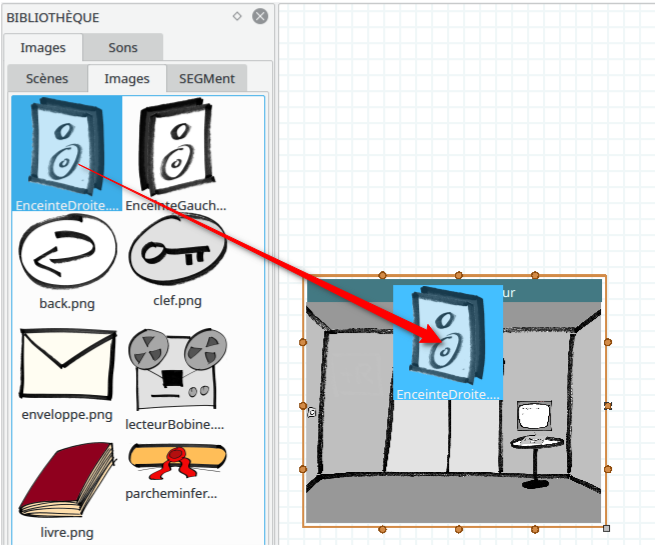 BIBLIOTHÈQUE
Images Sons
Scènes Images SEGMent
EnceinteDroite.... EnceinteGauch...
back.png clef.png
enveloppe.png lecteurBobine....
livre.png parcheminfer...
ur
EnceinteDroite....